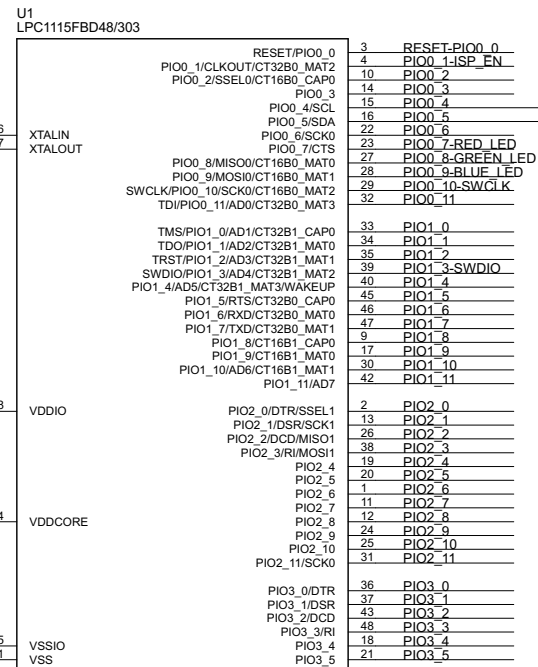 U1
LPC1115FBD48/303
RESET/PIO0_0 3 RESET-PIO0_0
PIO0_1/CLKOUT/CT32B0_MAT2 4 PIO0_1-ISP_EN
PIO0_2/SSEL0/CT16B0_CAP0 10 PIO0_2
PIO0_3 14 PIO0_3
PIO0_4/SCL 15 PIO0_4
PIO0_5/SDA 16 PIO0_5
XTALIN PIO0_6/SCK0 22 PIO0_6
XTALOUT PIO0_7/CTS 23 PIO0_7-RED_LED
PIO0_8/MISO0/CT16B0_MAT0 27 PIO0_8-GREEN_LED
PIO0_9/MOSI0/CT16B0_MAT1 28 PIO0_9-BLUE_LED
SWCLK/PIO0_10/SCK0/CT16B0_MAT2 29 PIO0_10-SWCLK
TDI/PIO0_11/AD0/CT32B0_MAT3 32 PIO0_11
TMS/PIO1_0/AD1/CT32B1_CAP0 33 PIO1_0
TDO/PIO1_1/AD2/CT32B1_MAT0 34 PIO1_1
TRST/PIO1_2/AD3/CT32B1_MAT1 35 PIO1_2
SWDIO/PIO1_3/AD4/CT32B1_MAT2 39 PIO1_3-SWDIO
PIO1_4/AD5/CT32B1_MAT3/WAKEUP 40 PIO1_4
PIO1_5/RTS/CT32B0_CAP0 45 PIO1_5
PIO1_6/RXD/CT32B0_MAT0 46 PIO1_6
PIO1_7/TXD/CT32B0_MAT1 47 PIO1_7
PIO1_8/CT16B1_CAP0 9 PIO1_8
PIO1_9/CT16B1_MAT0 17 PIO1_9
PIO1_10/AD6/CT16B1_MAT1 30 PIO1_10
PIO1_11/AD7 42 PIO1_11
VDDIO PIO2_0/DTR/SSEL1 2 PIO2_0
PIO2_1/DSR/SCK1 13 PIO2_1
PIO2_2/DCD/MISO1 26 PIO2_2
PIO2_3/RI/MOSI1 38 PIO2_3
PIO2_4 19 PIO2_4
PIO2_5 20 PIO2_5
PIO2_6 1 PIO2_6
PIO2_7 11 PIO2_7
VDDCORE PIO2_8 12 PIO2_8
PIO2_9 24 PIO2_9
PIO2_10 25 PIO2_10
PIO2_11/SCK0 31 PIO2_11
PIO3_0/DTR 36 PIO3_0
PIO3_1/DSR 37 PIO3_1
PIO3_2/DCD 43 PIO3_2
PIO3_3/RI 48 PIO3_3
VSSIO PIO3_4 18 PIO3_4
VSS PIO3_5 21 PIO3_5